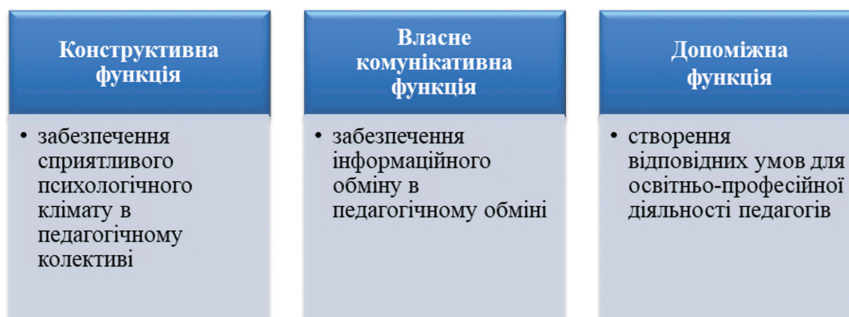 Конструктивна
функція
• забезпечення
сприятливого
психологічного
клімату в
педагогічному
колективі
Власне
комунікативна
функція
• забезпечення
інформаційного
обміну в
педагогічному обміні
Допоміжна
функція
• створення
відповідних умов для
освітньо-професійної
діяльності педагогів